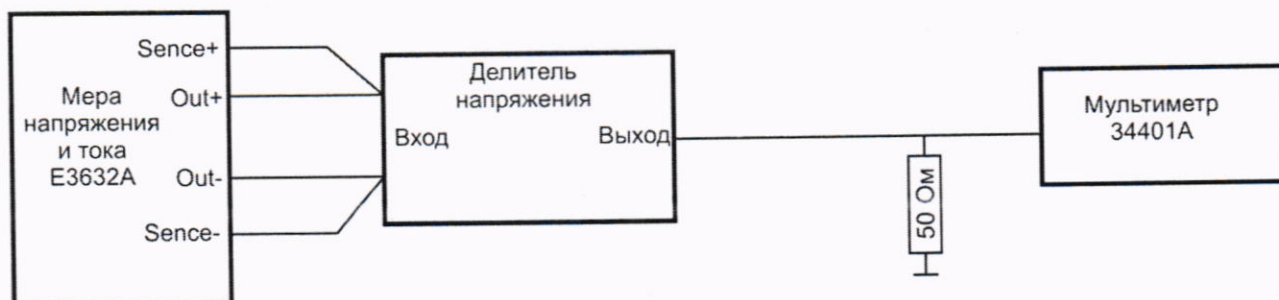 Sence+
Мера
напряжения
и тока
E3632A
Out+
Out-
Sence-
Делитель
напряжения
Вход
Выход
50 Ом
Мультиметр
34401A